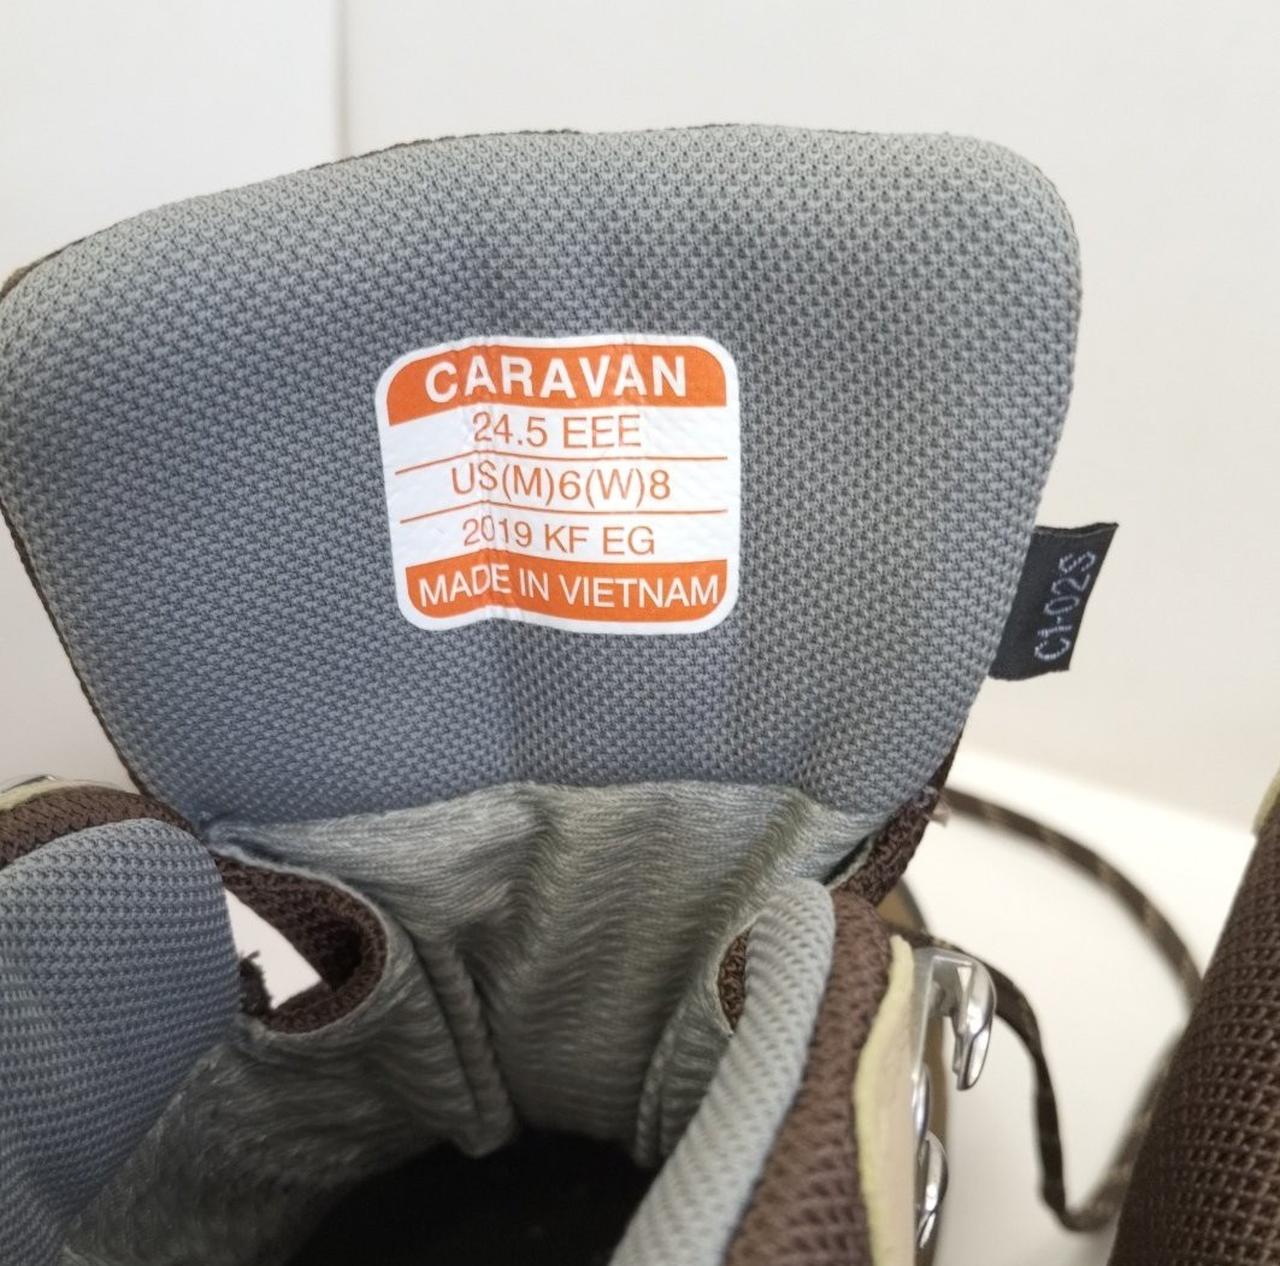 CARAVAN
24.5 EEE
US(M)6(W)8
2019 KF EG
MADE IN VIETNAM
C1-02S